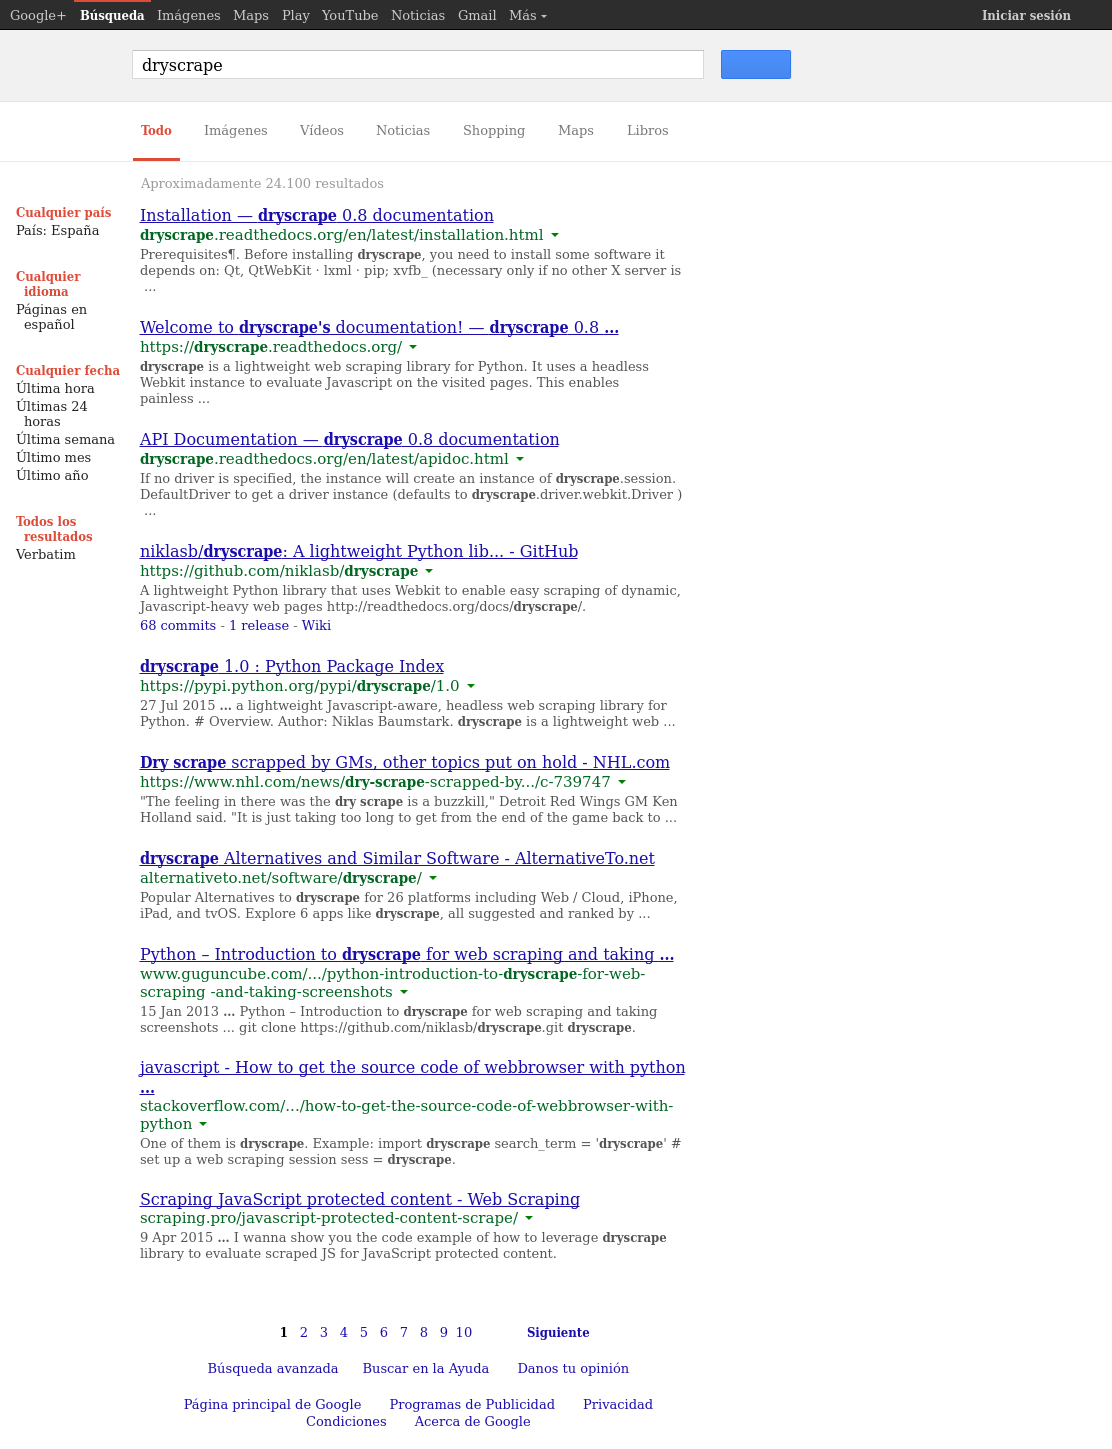 Google+ Búsqueda Imágenes Maps Play YouTube Noticias Gmail Más Iniciar sesión
dryscrape
Todo Imágenes Vídeos Noticias Shopping Maps Libros
Aproximadamente 24.100 resultados
Cualquier país
País: España
Cualquier
idioma
Páginas en
español
Cualquier fecha
Última hora
Últimas 24
horas
Última semana
Último mes
Último año
Todos los
resultados
Verbatim
Installation — dryscrape 0.8 documentation
dryscrape.readthedocs.org/en/latest/installation.html
Prerequisites¶. Before installing dryscrape, you need to install some software it
depends on: Qt, QtWebKit · lxml · pip; xvfb_ (necessary only if no other X server is
...
Welcome to dryscrape's documentation! — dryscrape 0.8 ...
https://dryscrape.readthedocs.org/
dryscrape is a lightweight web scraping library for Python. It uses a headless
Webkit instance to evaluate Javascript on the visited pages. This enables
painless ...
API Documentation — dryscrape 0.8 documentation
dryscrape.readthedocs.org/en/latest/apidoc.html
If no driver is specified, the instance will create an instance of dryscrape.session.
DefaultDriver to get a driver instance (defaults to dryscrape.driver.webkit.Driver )
...
niklasb/dryscrape: A lightweight Python lib... - GitHub
https://github.com/niklasb/dryscrape
A lightweight Python library that uses Webkit to enable easy scraping of dynamic,
Javascript-heavy web pages http://readthedocs.org/docs/dryscrape/.
68 commits - 1 release - Wiki
dryscrape 1.0 : Python Package Index
https://pypi.python.org/pypi/dryscrape/1.0
27 Jul 2015 ... a lightweight Javascript-aware, headless web scraping library for
Python. # Overview. Author: Niklas Baumstark. dryscrape is a lightweight web ...
Dry scrape scrapped by GMs, other topics put on hold - NHL.com
https://www.nhl.com/news/dry-scrape-scrapped-by.../c-739747
"The feeling in there was the dry scrape is a buzzkill," Detroit Red Wings GM Ken
Holland said. "It is just taking too long to get from the end of the game back to ...
dryscrape Alternatives and Similar Software - AlternativeTo.net
alternativeto.net/software/dryscrape/
Popular Alternatives to dryscrape for 26 platforms including Web / Cloud, iPhone,
iPad, and tvOS. Explore 6 apps like dryscrape, all suggested and ranked by ...
Python – Introduction to dryscrape for web scraping and taking ...
www.guguncube.com/.../python-introduction-to-dryscrape-for-web-
scraping -and-taking-screenshots
15 Jan 2013 ... Python – Introduction to dryscrape for web scraping and taking
screenshots ... git clone https://github.com/niklasb/dryscrape.git dryscrape.
javascript - How to get the source code of webbrowser with python
...
stackoverflow.com/.../how-to-get-the-source-code-of-webbrowser-with-
python
One of them is dryscrape. Example: import dryscrape search_term = 'dryscrape' #
set up a web scraping session sess = dryscrape.
Scraping JavaScript protected content - Web Scraping
scraping.pro/javascript-protected-content-scrape/
9 Apr 2015 ... I wanna show you the code example of how to leverage dryscrape
library to evaluate scraped JS for JavaScript protected content.
1 2 3 4 5 6 7 8 9 10 Siguiente
Búsqueda avanzada Buscar en la Ayuda Danos tu opinión
Página principal de Google Programas de Publicidad Privacidad
Condiciones Acerca de Google